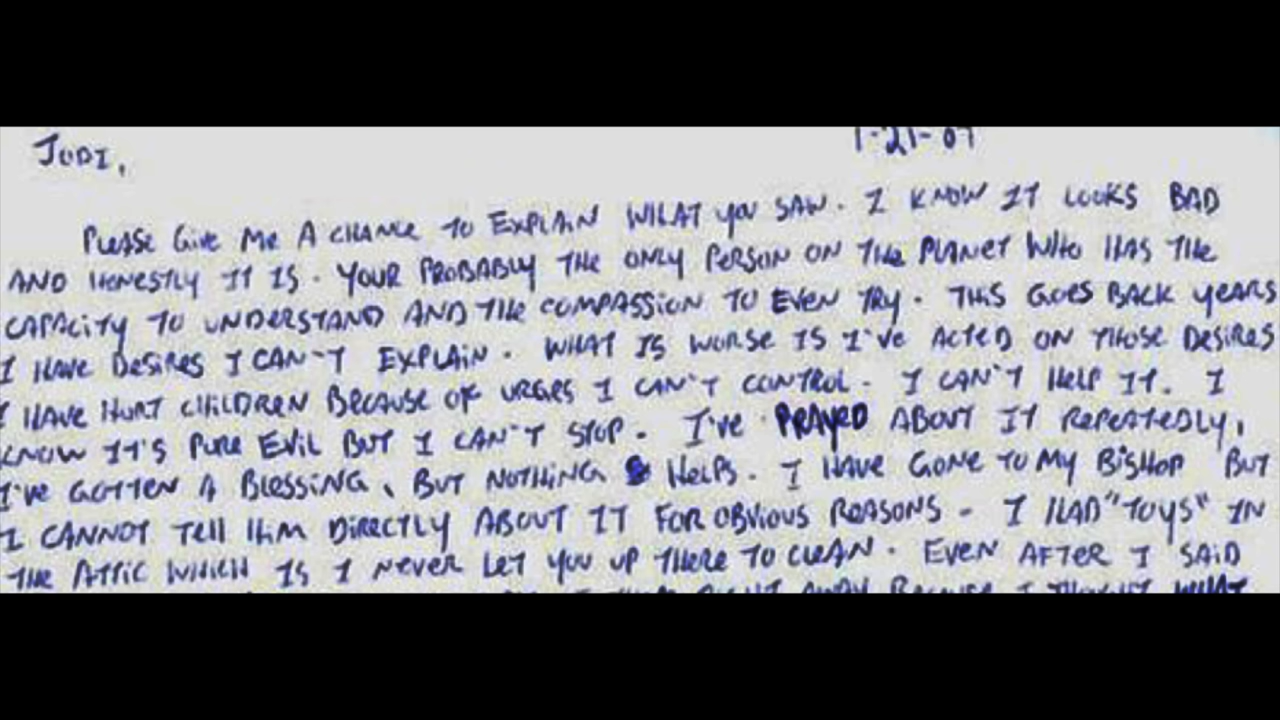 JUDI,
1-21-07
PLEASE GIVE ME A CHANCE TO EXPLAIN WHAT YOU SAW. I KNOW IT LOOKS BAD
AND HONESTLY IT IS. YOUR PROBABLY THE ONLY PERSON ON THE PLANET WHO HAS THE
CAPACITY TO UNDERSTAND AND THE COMPASSION TO EVEN TRY. THIS GOES BACK YEARS
I HAVE DESIRES I CAN'T EXPLAIN. WHAT IS WORSE IS I'VE ACTED ON THOSE DESIRES
I HAVE HURT CHILDREN BECAUSE OF URGES I CAN'T CONTROL. I CAN'T HELP IT. I
KNOW IT'S PURE EVIL BUT I CAN'T STOP. I'VE PRAYED ABOUT IT REPEATEDLY,
I'VE GOTTEN A BLESSING, BUT NOTHING HELPS. I HAVE GONE TO MY BISHOP BUT
I CANNOT TELL HIM DIRECTLY ABOUT IT FOR OBVIOUS REASONS. I HAD "TOYS" IN
THE ATTIC WHICH IS I NEVER LET YOU UP THERE TO CLEAN. EVEN AFTER I SAID
RIGHT AWAY BECAUSE I THOUGHT WHAT